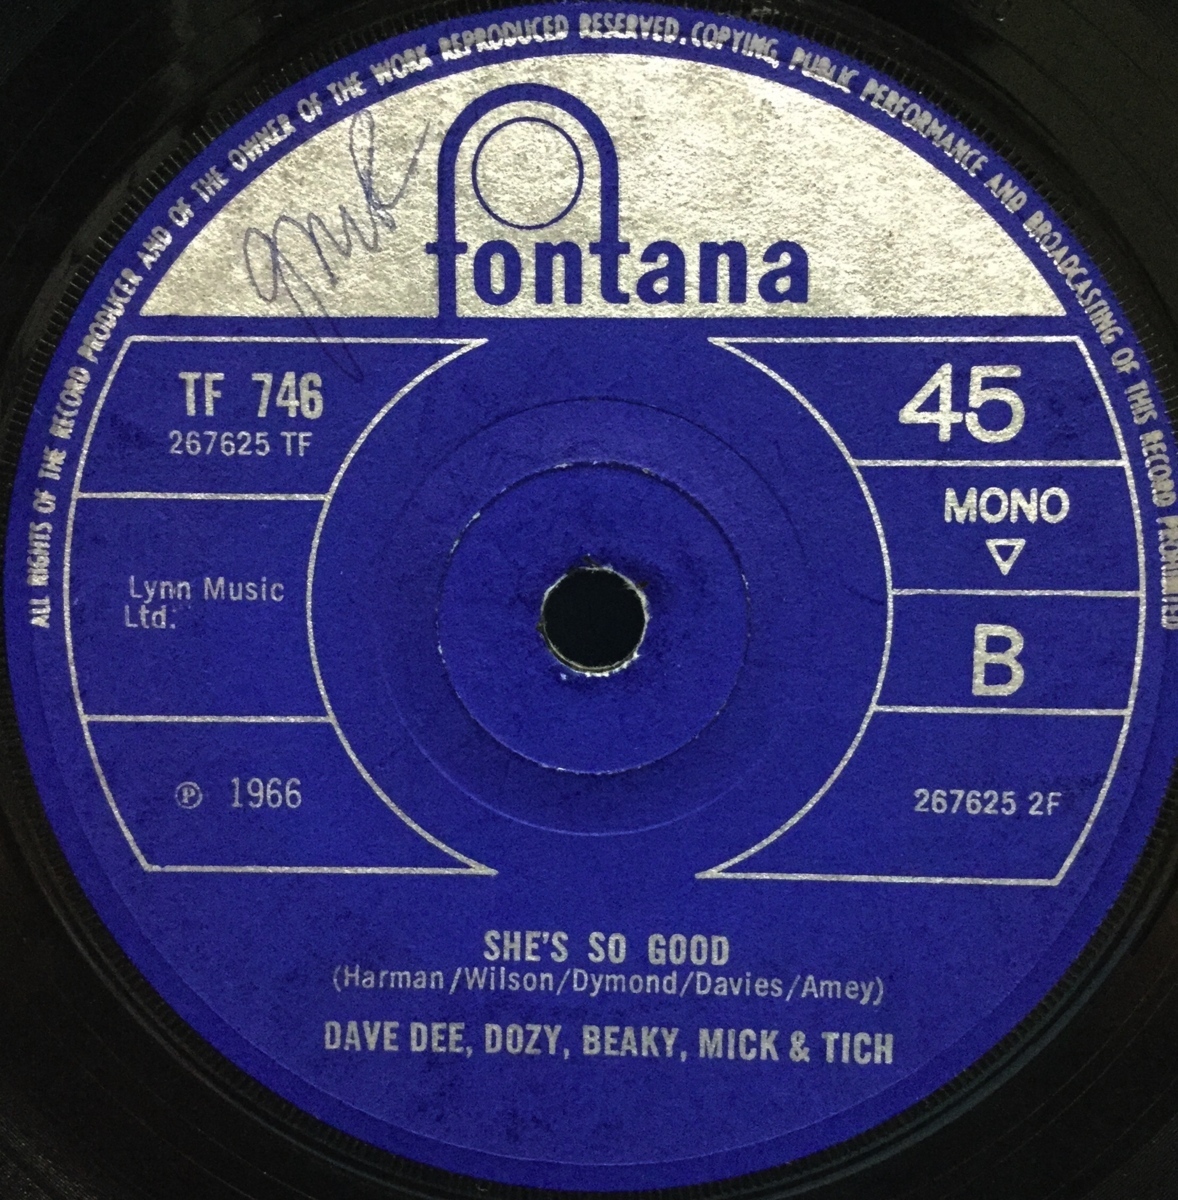 ALL RIGHTS OF THE RECORD PRODUCER AND OF THE OWNER OF THE WORK REPRODUCED RESERVED. COPYING, PUBLIC PERFORMANCE AND BROADCASTING OF THIS RECORD PROHIBITED
fontana
TF 746
267625 TF
45
MONO
Lynn Music
Ltd.
B
℗ 1966
267625 2F
SHE'S SO GOOD
(Harman/Wilson/Dymond/Davies/Amey)
DAVE DEE, DOZY, BEAKY, MICK & TICH